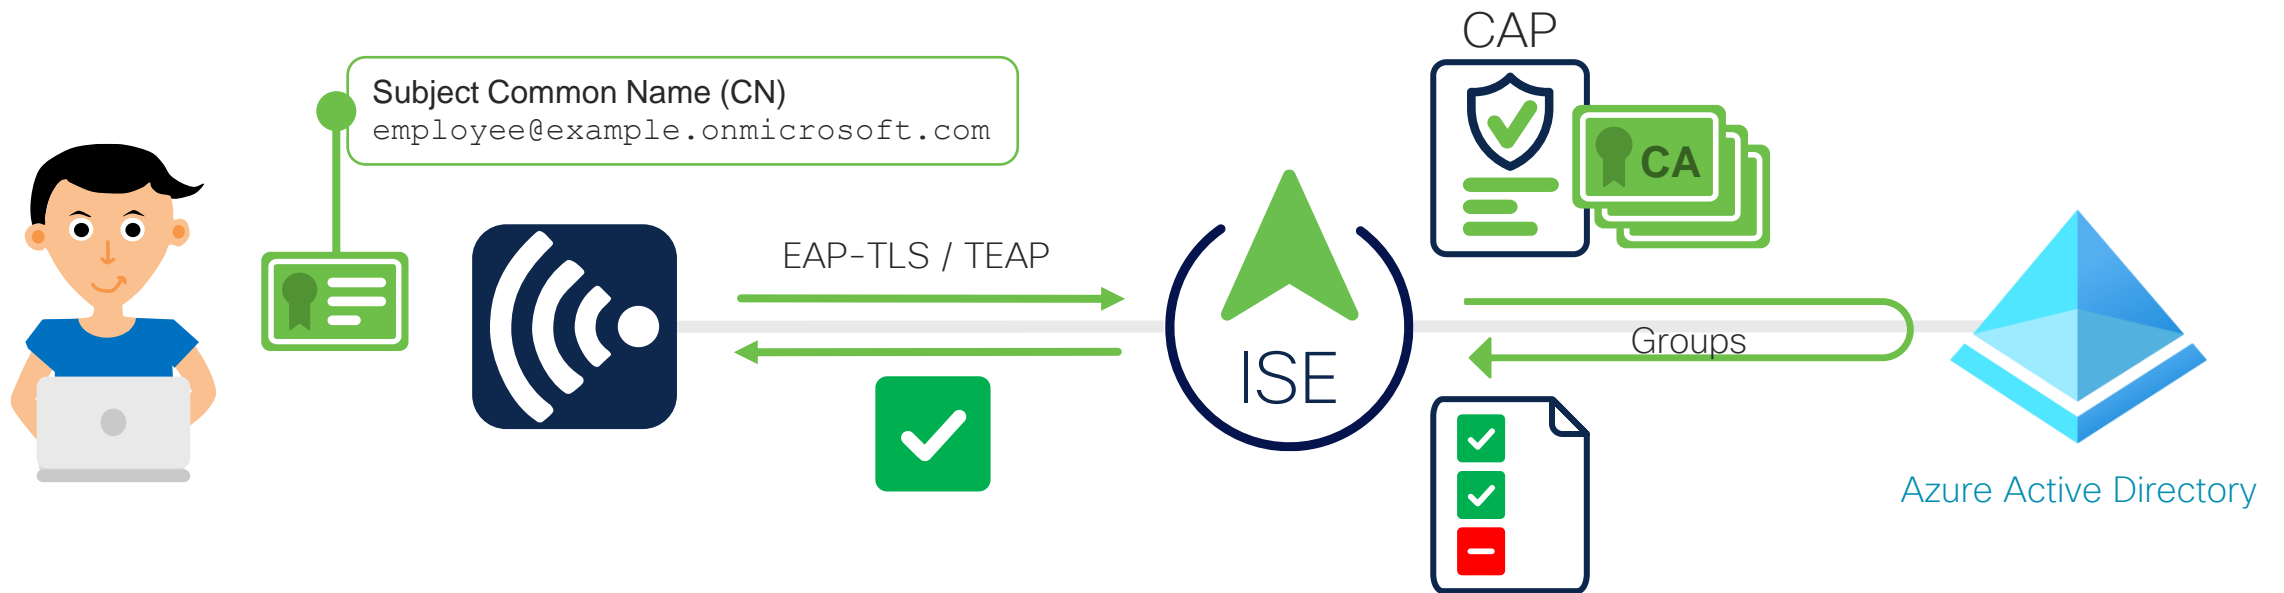 CAP
Subject Common Name (CN)
employee@example.onmicrosoft.com
CA
EAP-TLS / TEAP
Groups
ISE
Azure Active Directory